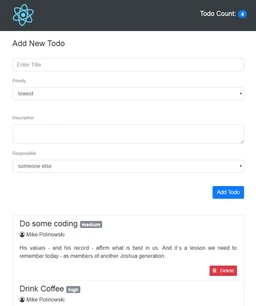 Todo Count: 4
Add New Todo
Enter Title
Priority
lowest
Description
Responsible
someone else
Add Todo
Do some coding medium
Mike Polinowski
His values - and his record - affirm what is best in us. And it´s a lesson we need to
remember today - as members of another Joshua generation.
Delete
Drink Coffee high
Mike Polinowski